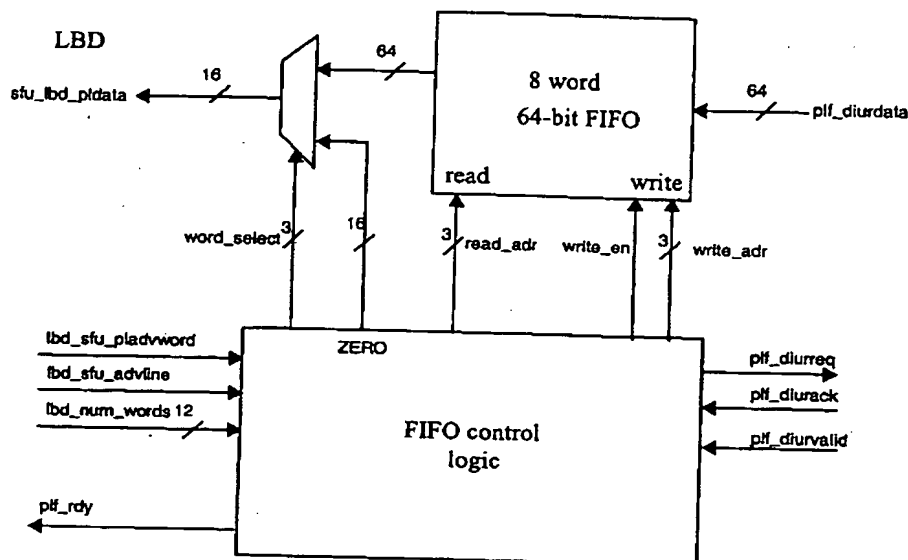 LBD
64
8 word
16
sfu_lbd_pldata
64-bit FIFO
64
plf_diurdata
read
write
word_select
3
16
3
read_adr
write_en
3
write_adr
lbd_sfu_pladvword
ZERO
plf_diurreq
lbd_sfu_advline
plf_diurack
lbd_num_words 12
FIFO control
logic
plf_diurvalid
plf_rdy